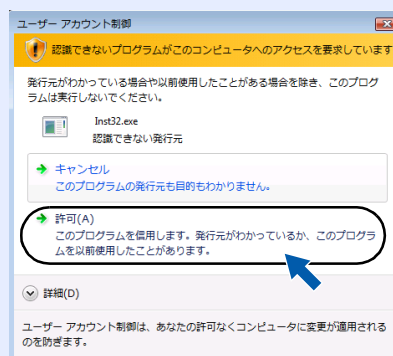 ユーザー アカウント制御
認識できないプログラムがこのコンピュータへのアクセスを要求しています
発行元がわかっている場合や以前使用したことがある場合を除き、このプログ
ラムは実行しないでください。
Inst32.exe
認識できない発行元
キャンセル
このプログラムの発行元も目的もわかりません。
許可(A)
このプログラムを信用します。発行元がわかっているか、このプログラ
ムを以前使用したことがあります。
詳細(D)
ユーザー アカウント制御は、あなたの許可なくコンピュータに変更が適用される
のを防ぎます。